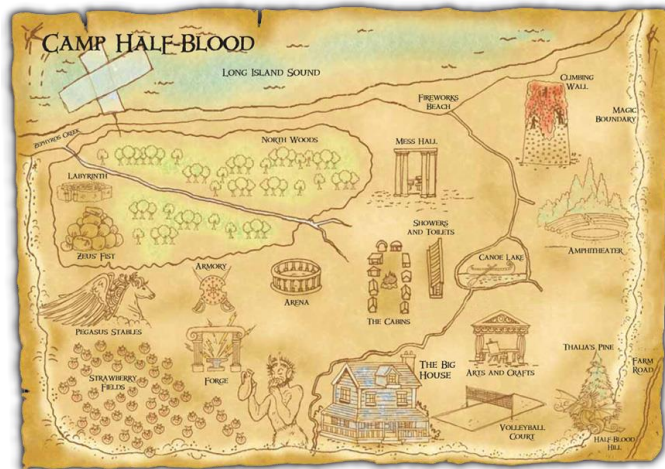 CAMP HALF-BLOOD
LONG ISLAND SOUND
CLIMBING
WALL
FIREWORKS
BEACH
MAGIC
BOUNDARY
ZEPHYROS CREEK
NORTH WOODS
MESS HALL
LABYRINTH
SHOWERS
AND TOILETS
ZEUS' FIST
AMPHITHEATER
CANOE LAKE
ARMORY
ARENA
THE CABINS
PEGASUS STABLES
THALIA'S PINE
THE BIG
HOUSE
FARM
ROAD
ARTS AND CRAFTS
STRAWBERRY
FIELDS
FORGE
VOLLEYBALL
COURT
HALF-BLOOD
HILL